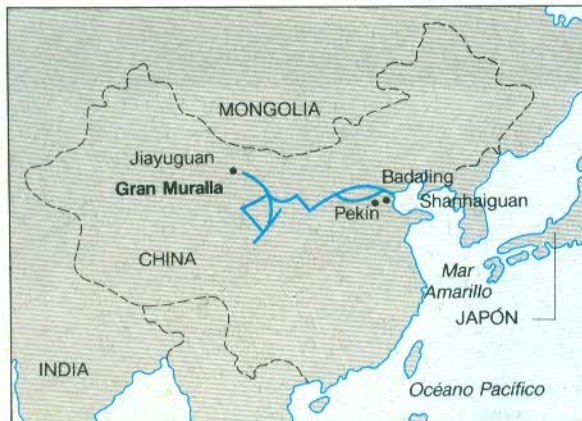 MONGOLIA
Jiayuguan
Gran Muralla
Badaling
Pekín
Shanhaiguan
CHINA
Mar
Amarillo
JAPÓN
INDIA
Océano Pacífico